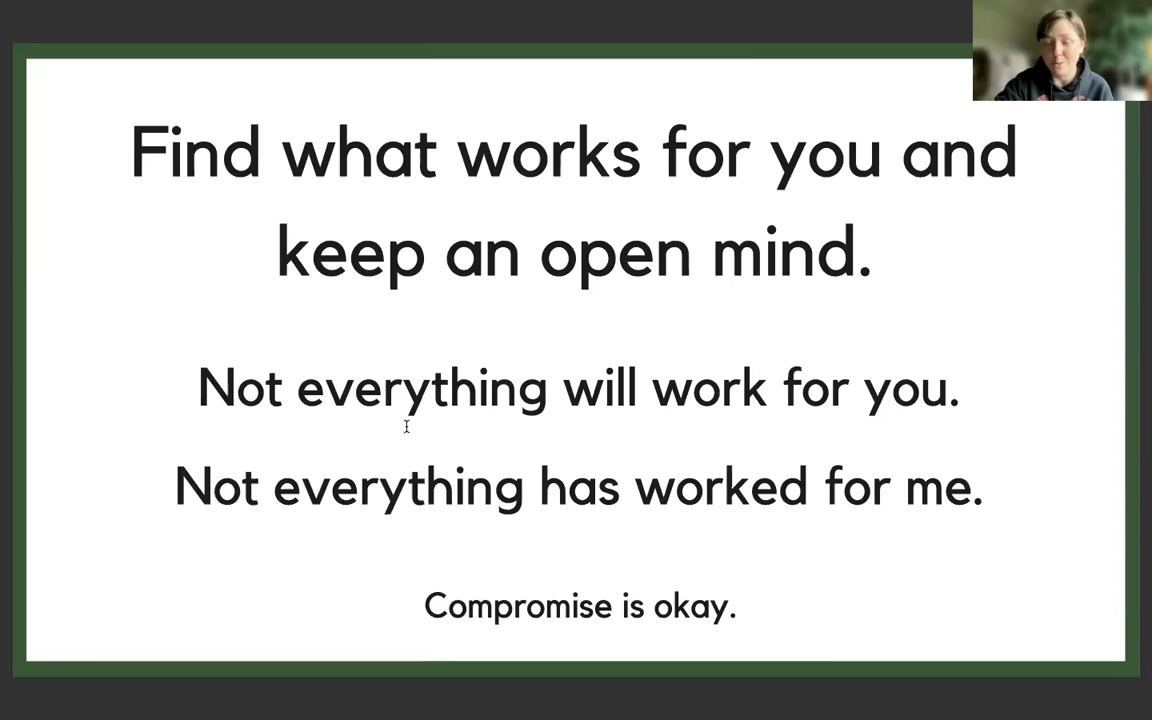 Find what works for you and
keep an open mind.
Not everything will work for you.
Not everything has worked for me.
Compromise is okay.